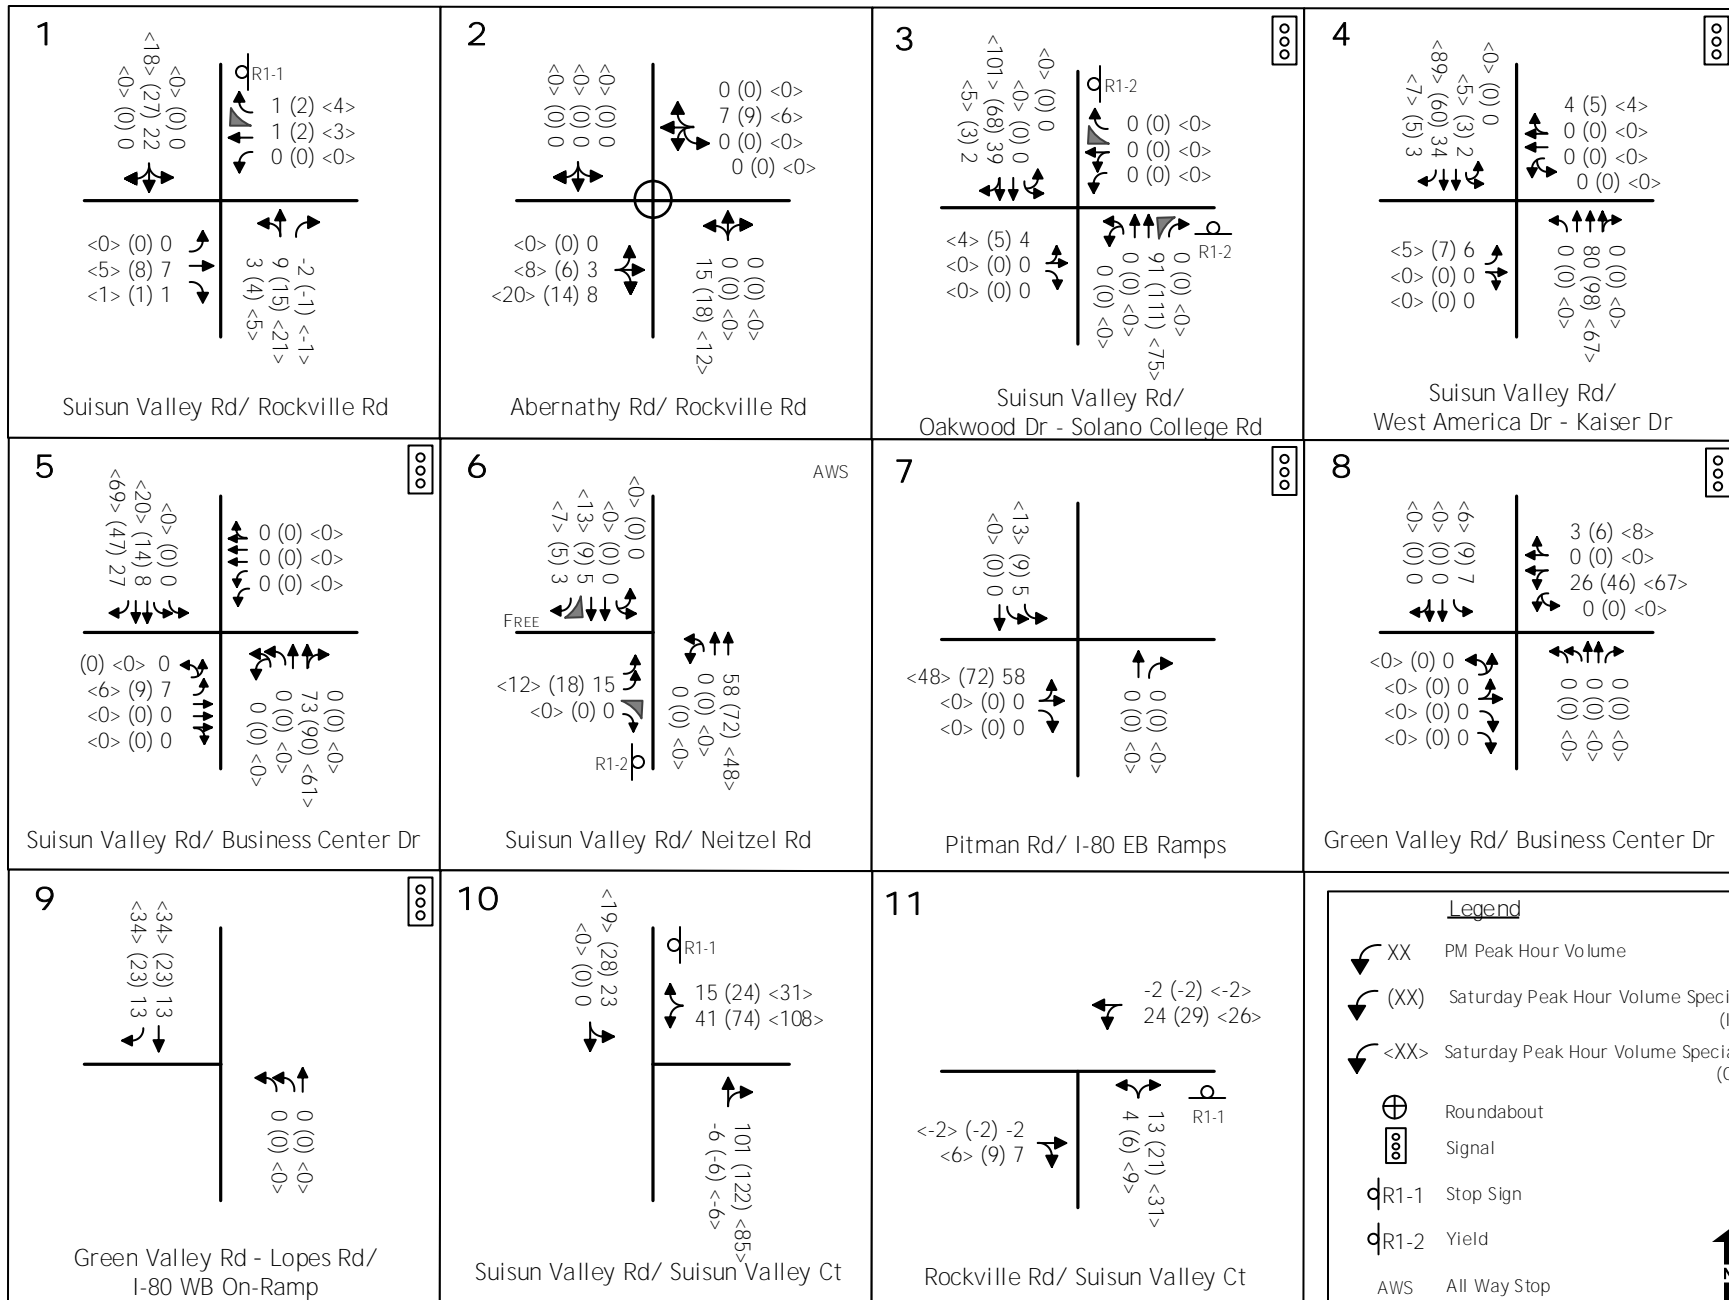 1
<0> (0) 0
<18> (27) 22
<0> (0) 0
R1-1
1 (2) <4>
1 (2) <3>
0 (0) <0>
<0> (0) 0
<5> (8) 7
<1> (1) 1
3 (4) <5>
9 (15) <21>
-2 (-1) <-1>
Suisun Valley Rd/ Rockville Rd
2
<0> (0) 0
<0> (0) 0
<0> (0) 0
0 (0) <0>
7 (9) <6>
0 (0) <0>
0 (0) <0>
<0> (0) 0
<8> (6) 3
<20> (14) 8
15 (18) <12>
0 (0) <0>
0 (0) <0>
Abernathy Rd/ Rockville Rd
3
<5> (3) 2
<101> (68) 39
<0> (0) 0
<0> (0) 0
R1-2
0 (0) <0>
0 (0) <0>
0 (0) <0>
<4> (5) 4
<0> (0) 0
<0> (0) 0
0 (0) <0>
0 (0) <0>
91 (111) <75>
0 (0) <0>
R1-2
Suisun Valley Rd/
Oakwood Dr - Solano College Rd
4
<7> (5) 3
<89> (60) 34
<5> (3) 2
<0> (0) 0
4 (5) <4>
0 (0) <0>
0 (0) <0>
0 (0) <0>
<5> (7) 6
<0> (0) 0
<0> (0) 0
0 (0) <0>
80 (98) <67>
0 (0) <0>
Suisun Valley Rd/
West America Dr - Kaiser Dr
5
<69> (47) 27
<20> (14) 8
<0> (0) 0
0 (0) <0>
0 (0) <0>
0 (0) <0>
(0) <0> 0
<6> (9) 7
<0> (0) 0
<0> (0) 0
0 (0) <0>
0 (0) <0>
73 (90) <61>
0 (0) <0>
Suisun Valley Rd/ Business Center Dr
6
AWS
<7> (5) 3
<13> (9) 5
<0> (0) 0
<0> (0) 0
FREE
<12> (18) 15
<0> (0) 0
R1-2
0 (0) <0>
0 (0) <0>
58 (72) <48>
Suisun Valley Rd/ Neitzel Rd
7
<0> (0) 0
<13> (9) 5
<48> (72) 58
<0> (0) 0
<0> (0) 0
0 (0) <0>
0 (0) <0>
Pitman Rd/ I-80 EB Ramps
8
<0> (0) 0
<0> (0) 0
<6> (9) 7
3 (6) <8>
0 (0) <0>
26 (46) <67>
0 (0) <0>
<0> (0) 0
<0> (0) 0
<0> (0) 0
<0> (0) 0
0 (0) <0>
0 (0) <0>
0 (0) <0>
Green Valley Rd/ Business Center Dr
9
<34> (23) 13
<34> (23) 13
0 (0) <0>
0 (0) <0>
Green Valley Rd - Lopes Rd/
I-80 WB On-Ramp
10
<0> (0) 0
<19> (28) 23
R1-1
15 (24) <31>
41 (74) <108>
-6 (-6) <-6>
101 (122) <85>
Suisun Valley Rd/ Suisun Valley Ct
11
-2 (-2) <-2>
24 (29) <26>
<-2> (-2) -2
<6> (9) 7
4 (6) <9>
13 (21) <31>
R1-1
Rockville Rd/ Suisun Valley Ct
Legend
XX PM Peak Hour Volume
(XX) Saturday Peak Hour Volume
<XX> Saturday Peak Hour Volume
Roundabout
Signal
R1-1 Stop Sign
R1-2 Yield
AWS All Way Stop